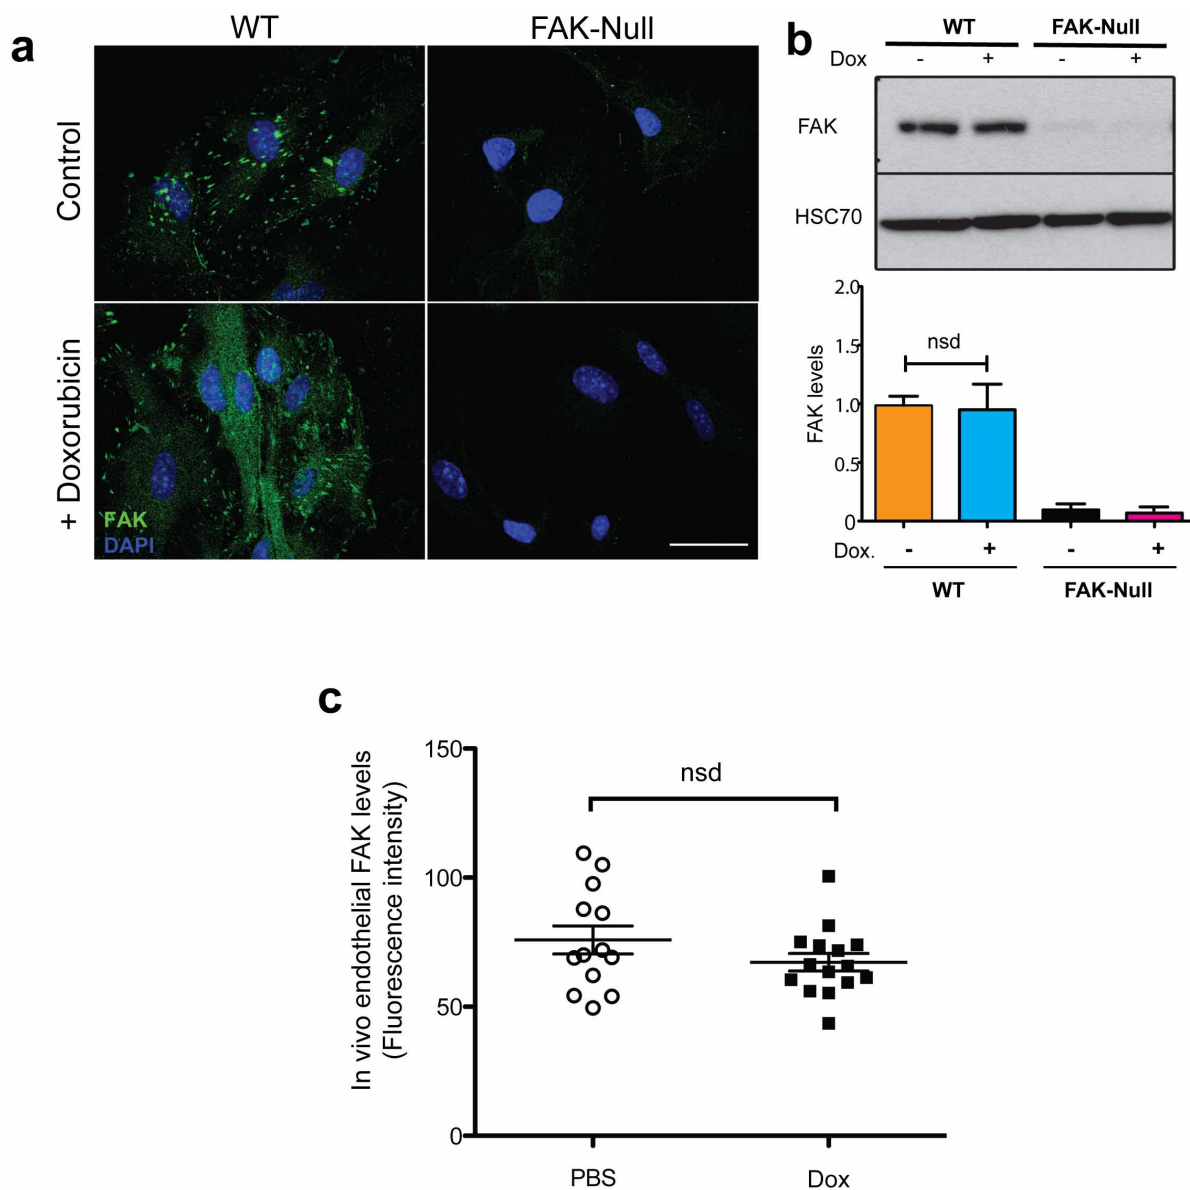 a
WT
FAK-Null
Control
+ Doxorubicin
FAK
DAPI
b
WT
FAK-Null
Dox
-
+
-
+
FAK
HSC70
FAK levels
2.0
1.5
1.0
0.5
0
nsd
Dox.
-
+
-
+
WT
FAK-Null
c
In vivo endothelial FAK levels
(Fluorescence intensity)
150
100
50
0
nsd
PBS
Dox